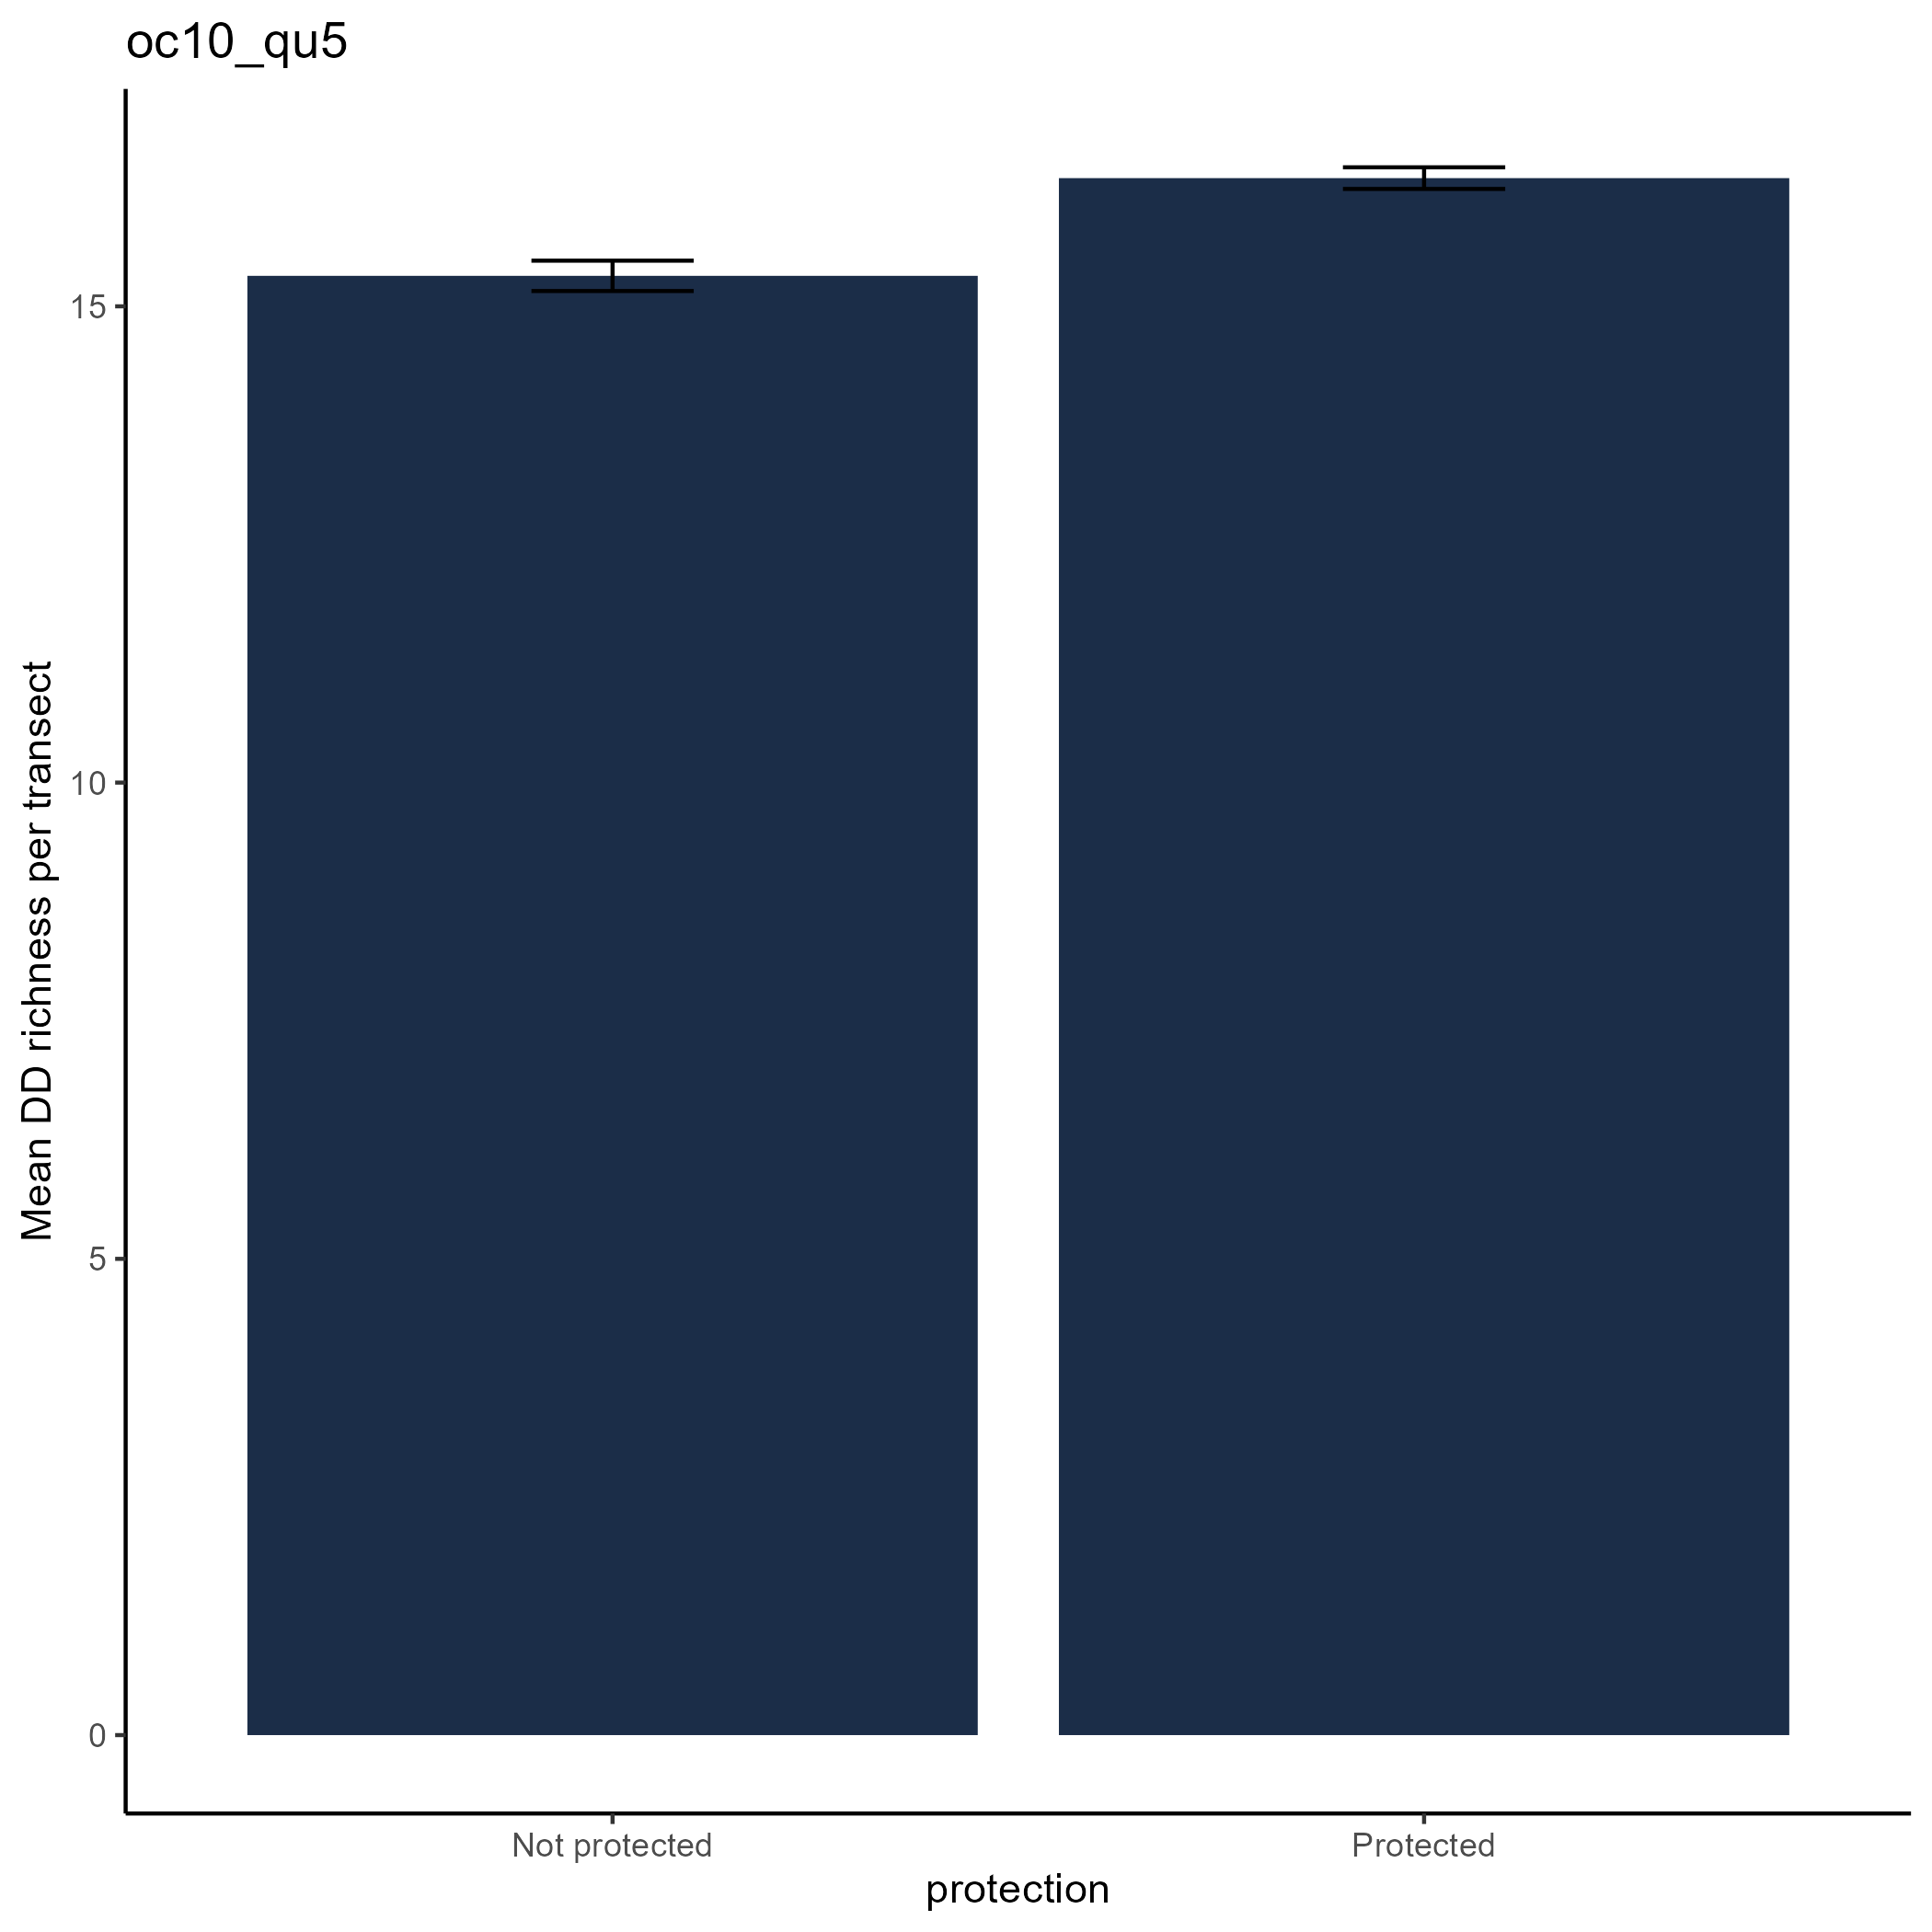 oc10_qu5
Mean DD richness per transect
15
10
5
0
Not protected
Protected
protection